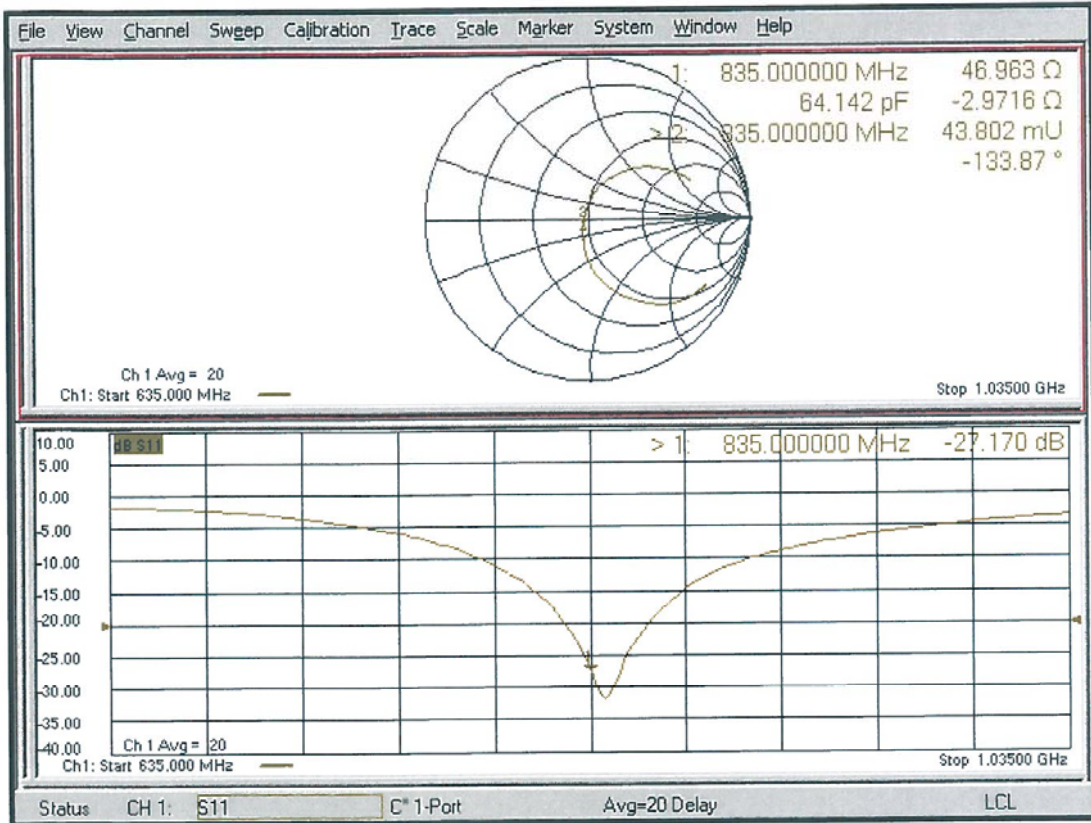 File View Channel Sweep Calibration Trace Scale Marker System Window Help
1: 835.000000 MHz 46.963 Ω
64.142 pF -2.9716 Ω
> 2: 835.000000 MHz 43.802 mU
-133.87 °
Ch 1 Avg = 20
Ch1: Start 635.000 MHz
Stop 1.03500 GHz
10.00
dB S11
> 1: 835.000000 MHz -27.170 dB
5.00
0.00
-5.00
-10.00
-15.00
-20.00
-25.00
-30.00
-35.00
-40.00
Ch 1 Avg = 20
Ch1: Start 635.000 MHz
Stop 1.03500 GHz
Status CH 1: S11 C* 1-Port Avg=20 Delay LCL